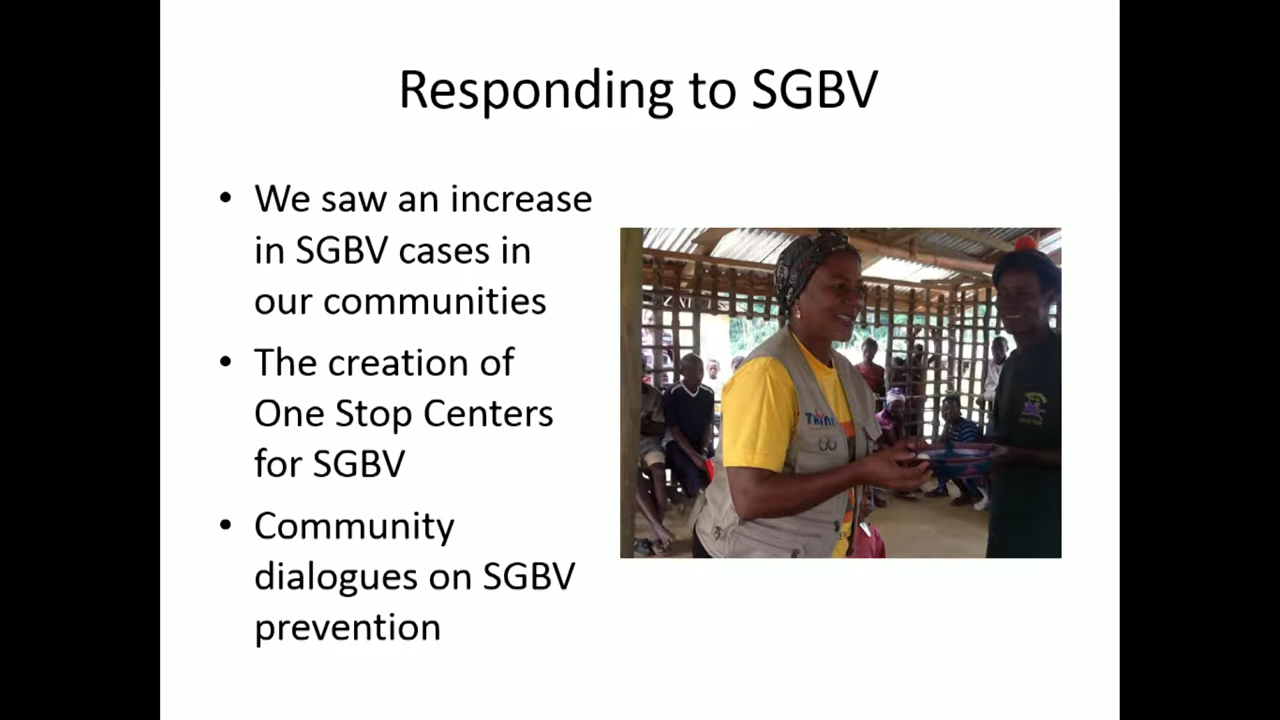 Responding to SGBV
• We saw an increase
in SGBV cases in
our communities
• The creation of
One Stop Centers
for SGBV
• Community
dialogues on SGBV
prevention